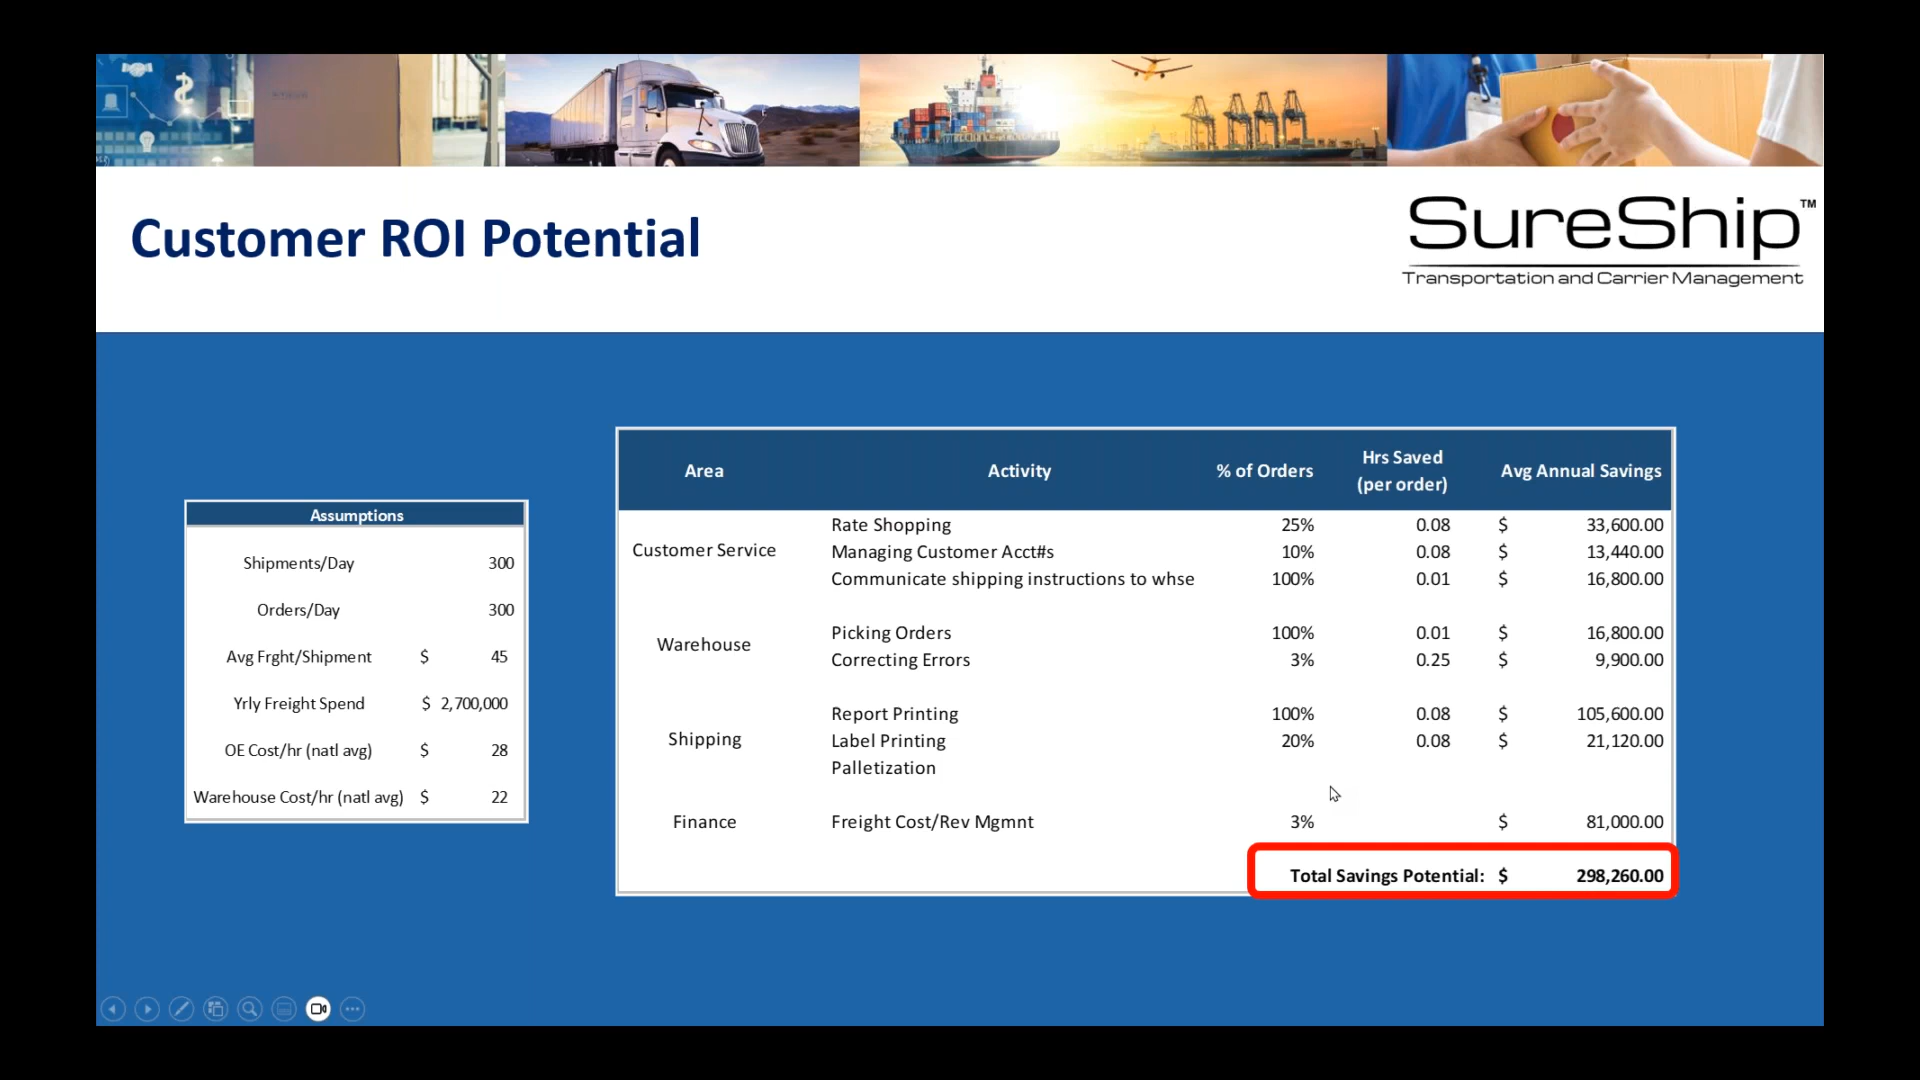 Customer ROI Potential
SureShip™
Transportation and Carrier Management
Assumptions
Shipments/Day 300
Orders/Day 300
Avg Frght/Shipment $ 45
Yrly Freight Spend $ 2,700,000
OE Cost/hr (natl avg) $ 28
Warehouse Cost/hr (natl avg) $ 22
Area Activity % of Orders Hrs Saved (per order) Avg Annual Savings
Customer Service
Rate Shopping 25% 0.08 $ 33,600.00
Managing Customer Acct#s 10% 0.08 $ 13,440.00
Communicate shipping instructions to whse 100% 0.01 $ 16,800.00
Warehouse
Picking Orders 100% 0.01 $ 16,800.00
Correcting Errors 3% 0.25 $ 9,900.00
Shipping
Report Printing 100% 0.08 $ 105,600.00
Label Printing 20% 0.08 $ 21,120.00
Palletization
Finance Freight Cost/Rev Mgmnt 3% $ 81,000.00
Total Savings Potential: $ 298,260.00